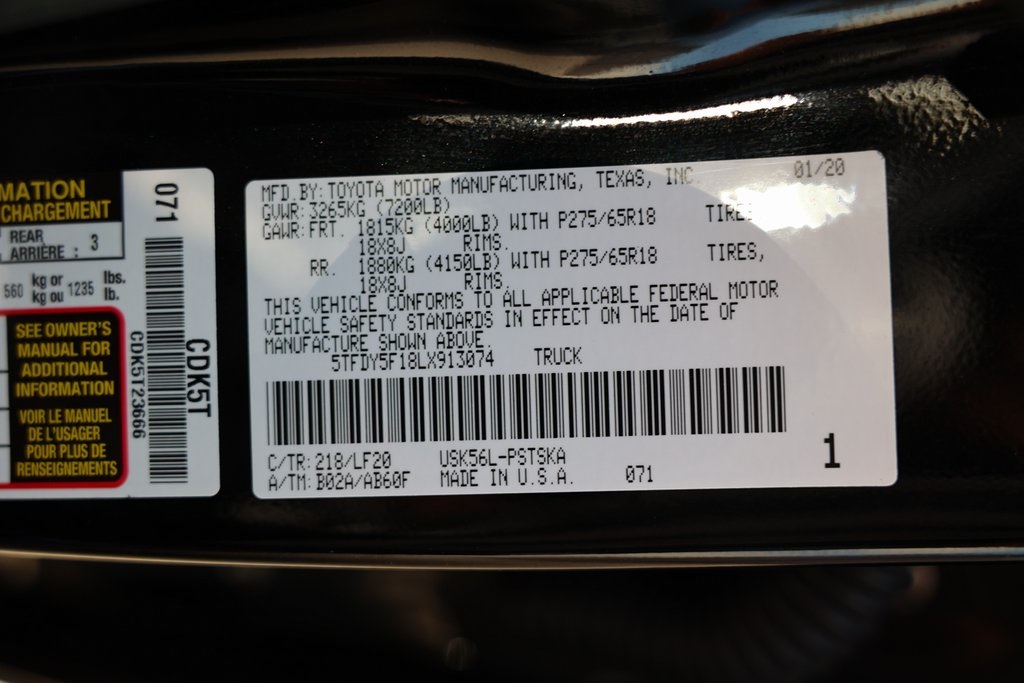 MATION
CHARGEMENT
REAR
ARRIÈRE : 3
560 kg or 1235 lbs.
kg ou lb.
SEE OWNER'S
MANUAL FOR
ADDITIONAL
INFORMATION
VOIR LE MANUEL
DE L'USAGER
POUR PLUS DE
RENSEIGNEMENTS
071
CDK5T23666
CDK5T
MFD BY: TOYOTA MOTOR MANUFACTURING, TEXAS, INC 01/20
GVWR: 3265KG (7200LB)
GAWR: FRT. 1815KG (4000LB) WITH P275/65R18 TIRES
18X8J RIMS.
RR. 1880KG (4150LB) WITH P275/65R18 TIRES,
18X8J RIMS.
THIS VEHICLE CONFORMS TO ALL APPLICABLE FEDERAL MOTOR
VEHICLE SAFETY STANDARDS IN EFFECT ON THE DATE OF
MANUFACTURE SHOWN ABOVE.
5TFDY5F18LX913074 TRUCK
C/TR: 218/LF20 USK56L-PSTSKA
A/TM: B02A/AB60F MADE IN U.S.A. 071
1